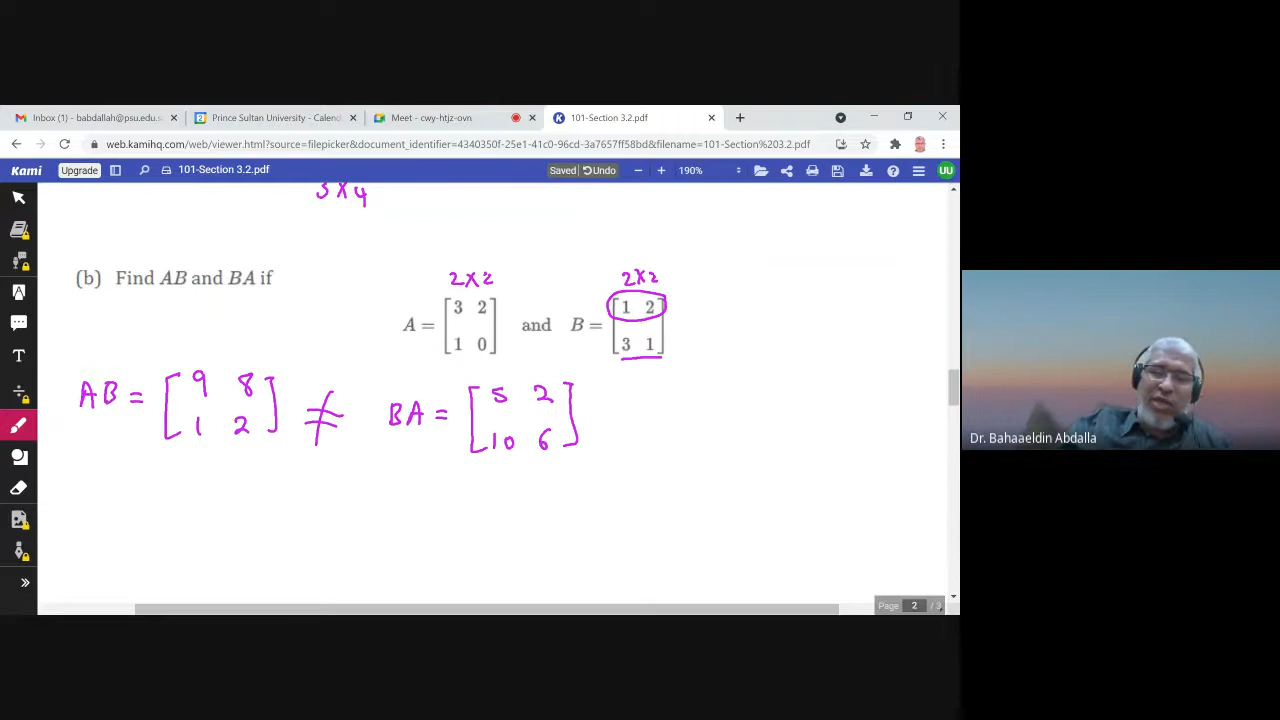 Inbox (1) - babdallah@psu.edu.s
Prince Sultan University - Calend
Meet - cwy-htjz-ovn
101-Section 3.2.pdf
web.kamihq.com/web/viewer.html?source=filepicker&document_identifier=4340350f-25e1-41c0-96cd-3a7657ff58bd&filename=101-Section%203.2.pdf
Kami Upgrade 101-Section 3.2.pdf Saved Undo 190% UU
3 x 4
(b) Find AB and BA if
2x2 2x2
A = [3 2 and B = [1 2
1 0] 3 1]
AB = [9 8 ≠ BA = [5 2
1 2] 10 6]
Dr. Bahaaeldin Abdalla
Page 2 / 3